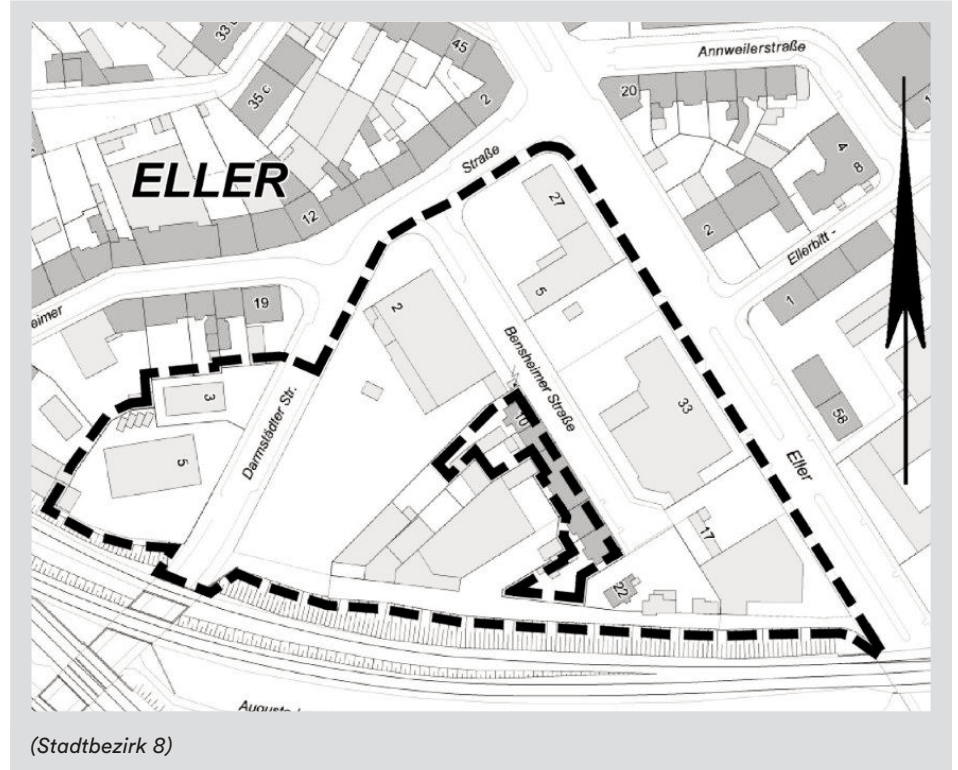 33
45
Annweilerstraße
35 c
2
20
4
8
ELLER
Straße
27
12
2
Ellerbitt -
5
1
eimer
19
2
Bensheimer Straße
33
3
58
Darmstädter Str.
10
Eller
5
17
22
(Stadtbezirk 8)